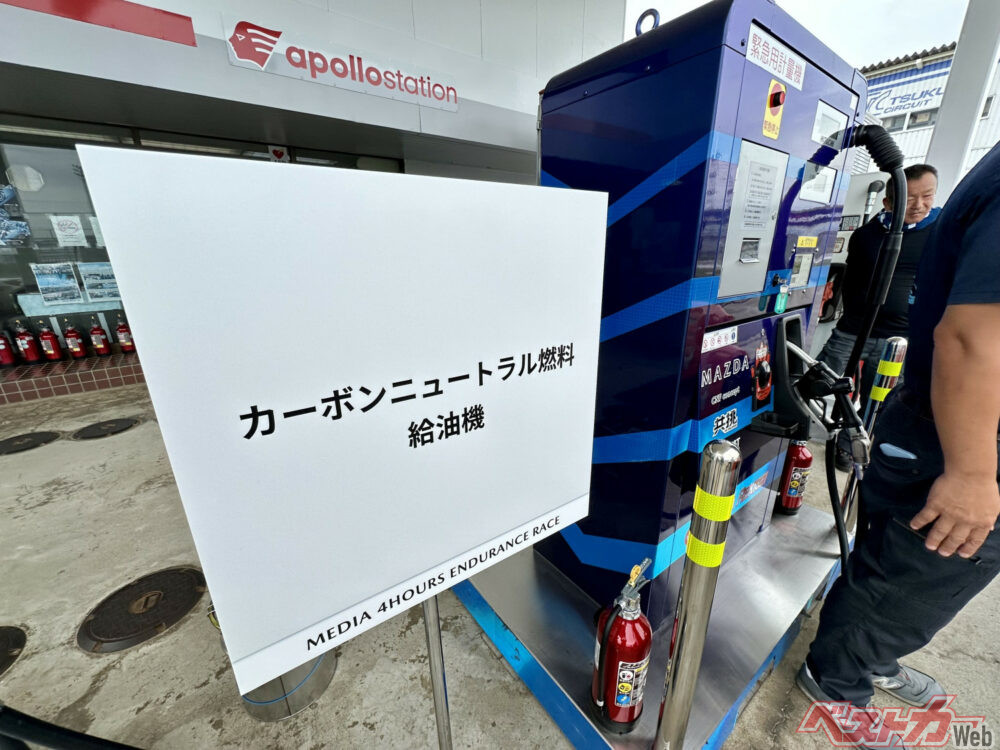 apollostation
緊急用計量機
TSUKU
CIRCUIT
カーボンニュートラル燃料
給油機
MEDIA 4HOURS ENDURANCE RACE
MAZDA
共挑
ベストカーWeb